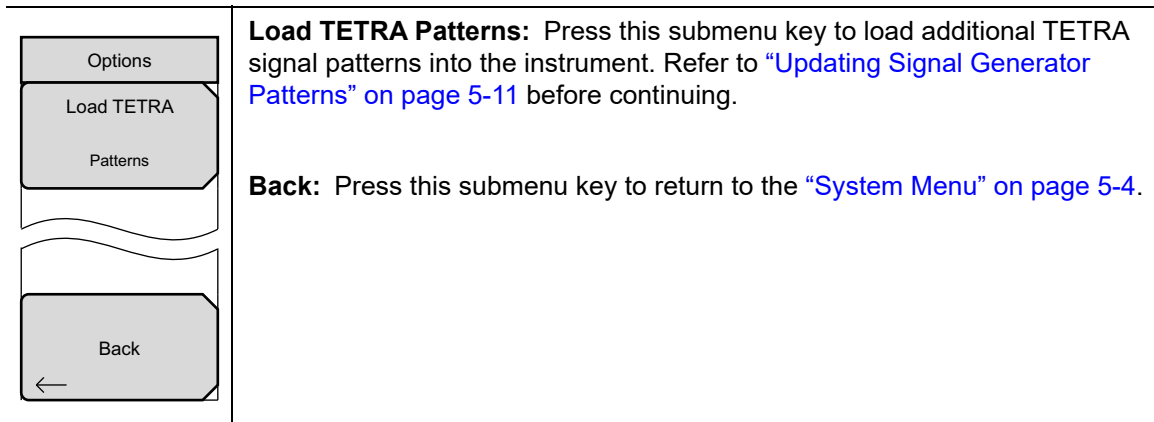 Options
Load TETRA
Patterns
Back
Load TETRA Patterns: Press this submenu key to load additional TETRA
signal patterns into the instrument. Refer to “Updating Signal Generator
Patterns” on page 5-11 before continuing.
Back: Press this submenu key to return to the “System Menu” on page 5-4.